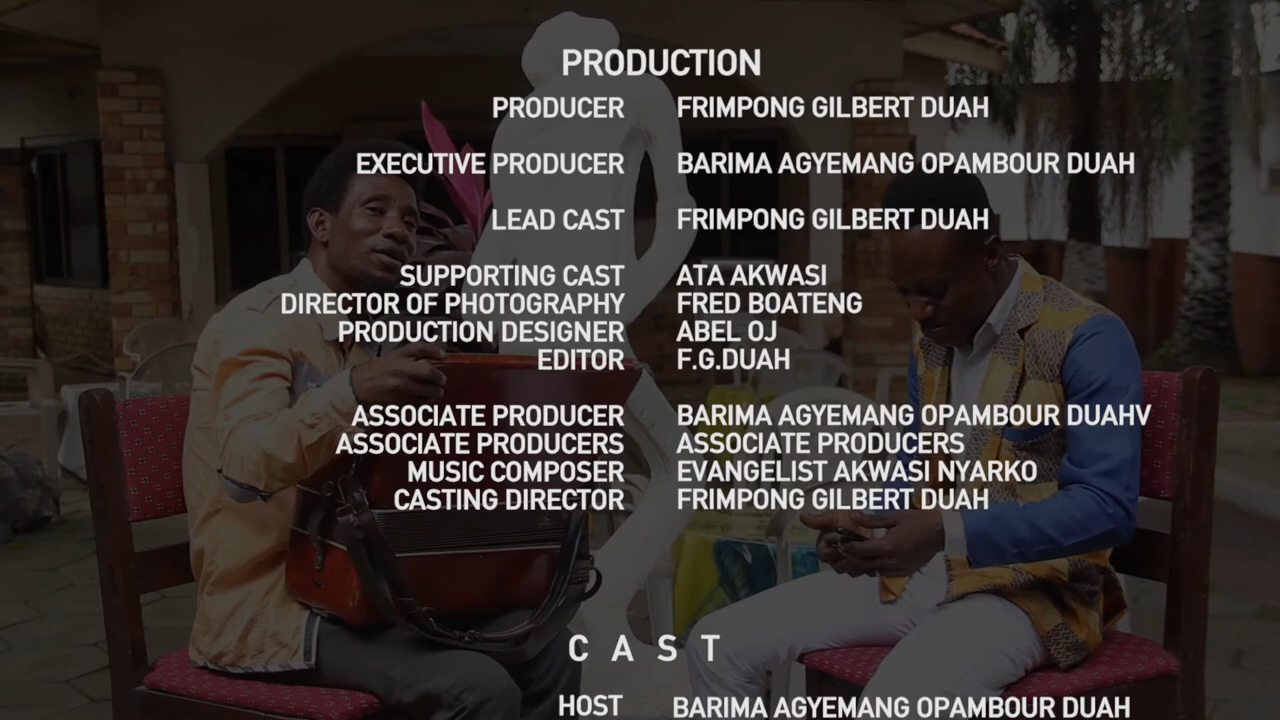 PRODUCTION
PRODUCER FRIMPONG GILBERT DUAH
EXECUTIVE PRODUCER BARIMA AGYEMANG OPAMBOUR DUAH
LEAD CAST FRIMPONG GILBERT DUAH
SUPPORTING CAST ATA AKWASI
DIRECTOR OF PHOTOGRAPHY FRED BOATENG
PRODUCTION DESIGNER ABEL OJ
EDITOR F.G.DUAH
ASSOCIATE PRODUCER BARIMA AGYEMANG OPAMBOUR DUAHV
ASSOCIATE PRODUCERS ASSOCIATE PRODUCERS
MUSIC COMPOSER EVANGELIST AKWASI NYARKO
CASTING DIRECTOR FRIMPONG GILBERT DUAH
CAST
HOST BARIMA AGYEMANG OPAMBOUR DUAH